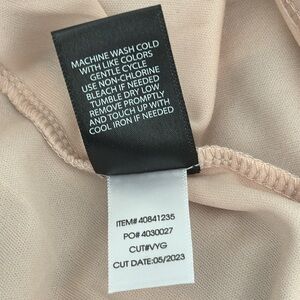 MACHINE WASH COLD
WITH LIKE COLORS
GENTLE CYCLE
USE NON-CHLORINE
BLEACH IF NEEDED
TUMBLE DRY LOW
REMOVE PROMPTLY
AND TOUCH UP WITH
COOL IRON IF NEEDED
ITEM# 40841235
PO# 4030027
CUT#VYG
CUT DATE:05/2023